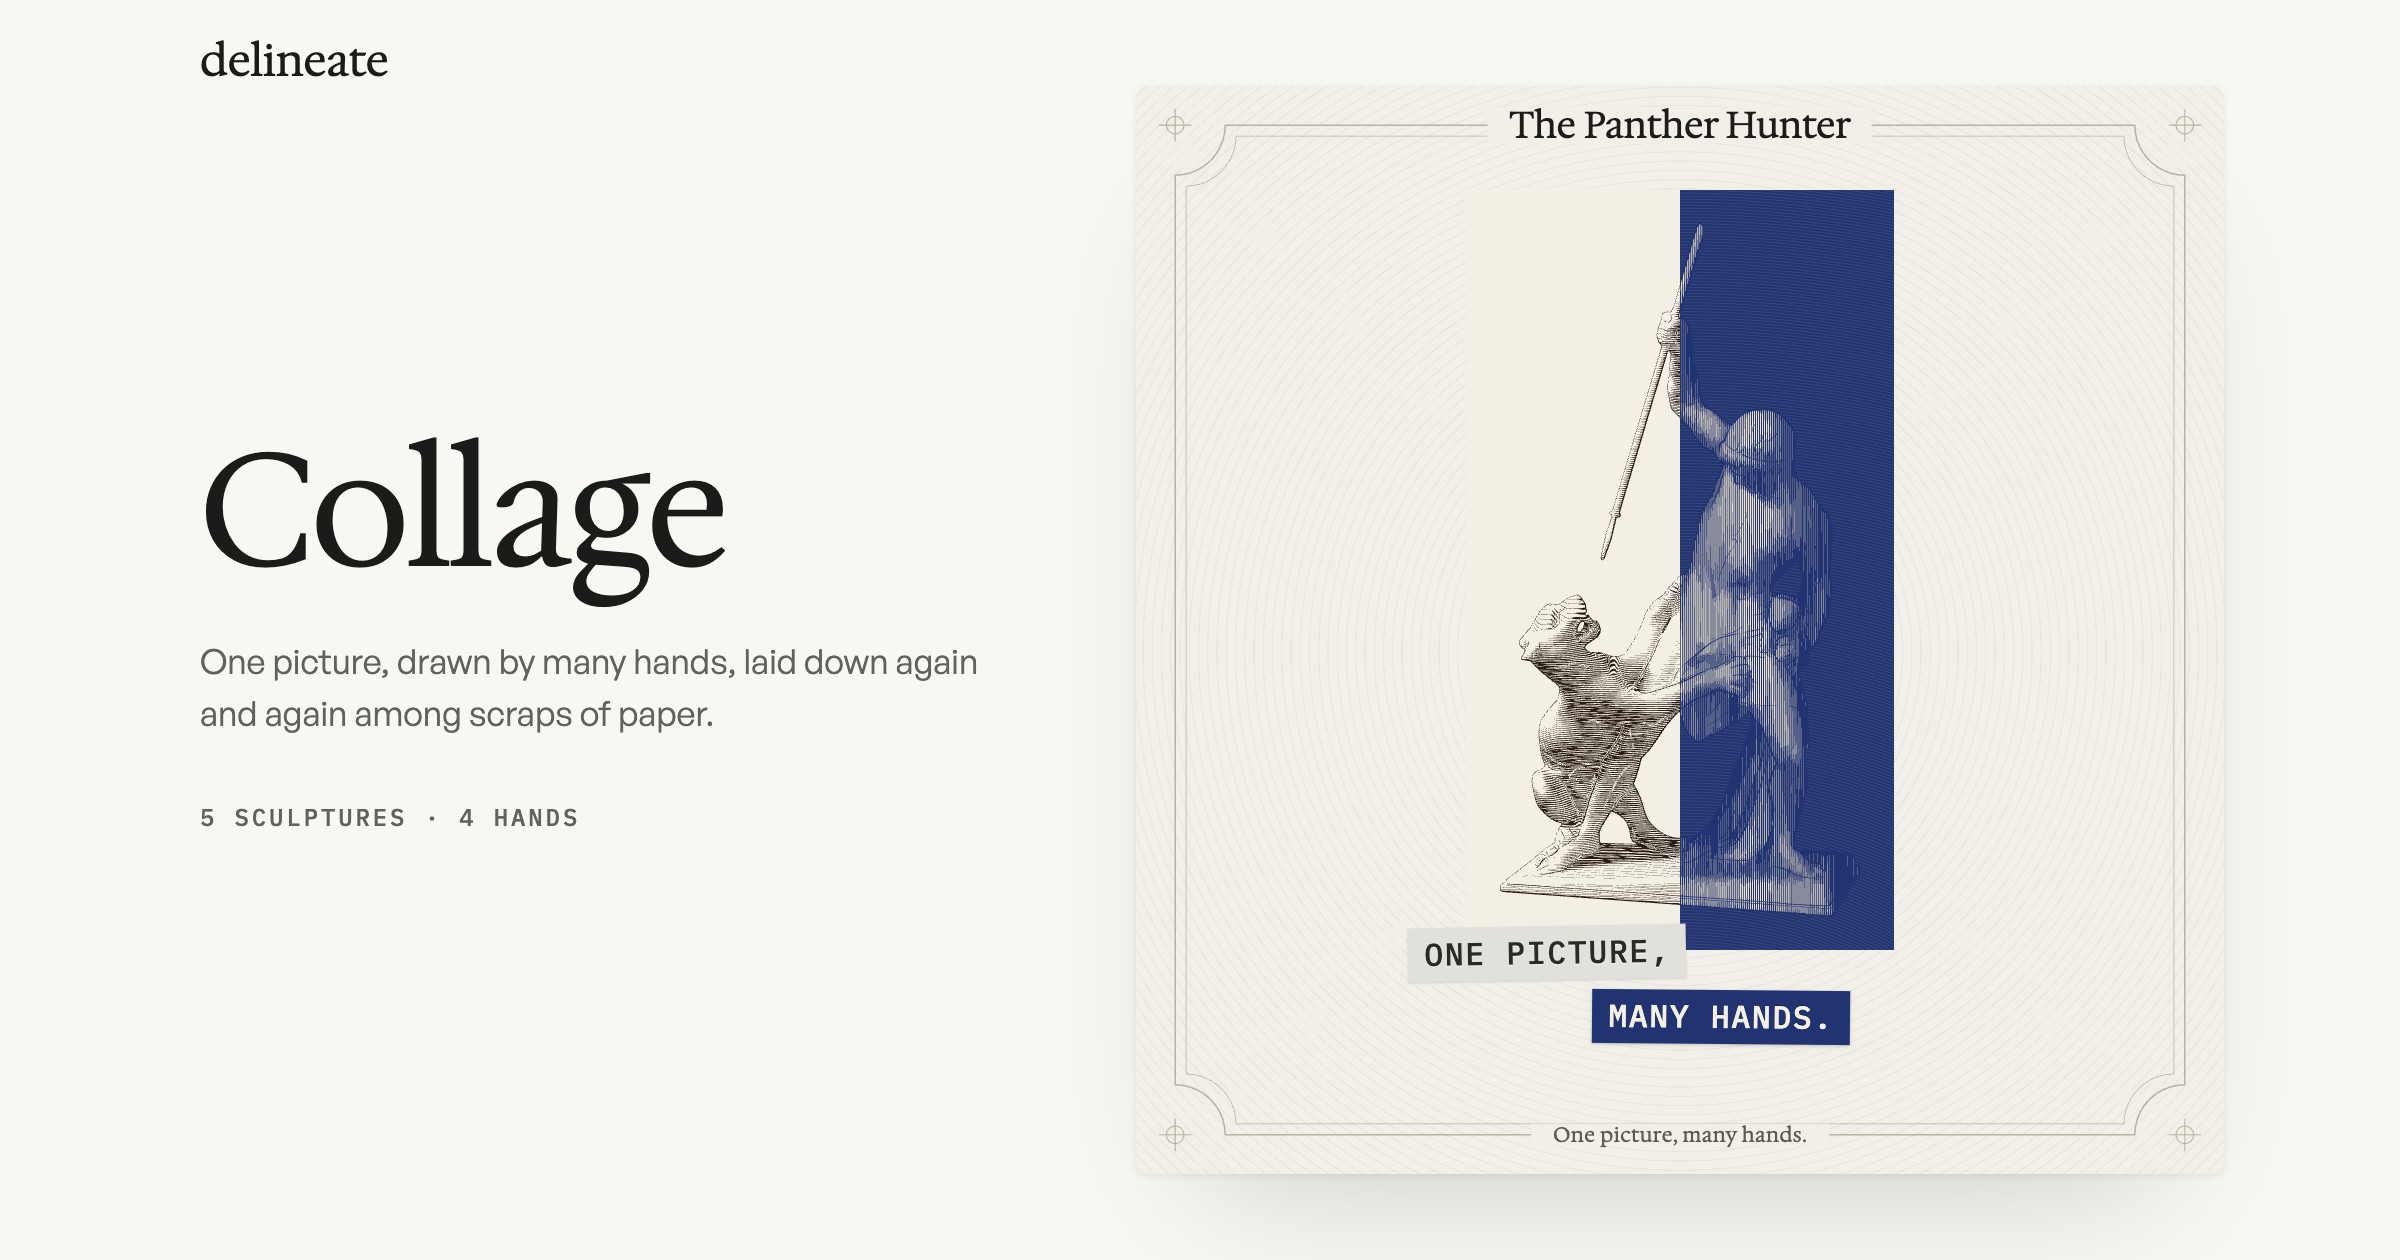 delineate
Collage
One picture, drawn by many hands, laid down again
and again among scraps of paper.
5 SCULPTURES · 4 HANDS
The Panther Hunter
ONE PICTURE,
MANY HANDS.
One picture, many hands.